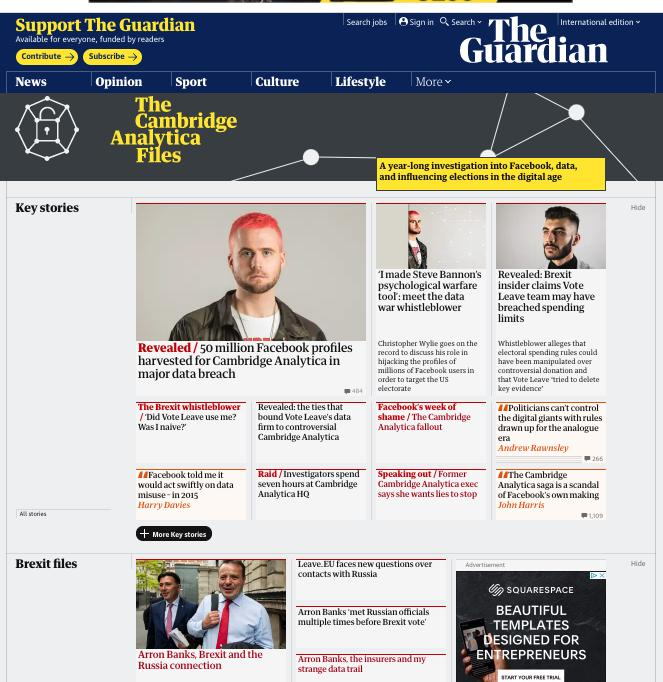 Support The Guardian
Available for everyone, funded by readers
Contribute →
Subscribe →
Search jobs
Sign in
Search
International edition
The
Guardian
News
Opinion
Sport
Culture
Lifestyle
More
The
Cambridge
Analytica
Files
A year-long investigation into Facebook, data,
and influencing elections in the digital age
Key stories
Hide
Revealed / 50 million Facebook profiles
harvested for Cambridge Analytica in
major data breach
484
'I made Steve Bannon's
psychological warfare
tool': meet the data
war whistleblower
Christopher Wylie goes on the
record to discuss his role in
hijacking the profiles of
millions of Facebook users in
order to target the US
electorate
Revealed: Brexit
insider claims Vote
Leave team may have
breached spending
limits
Whistleblower alleges that
electoral spending rules could
have been manipulated over
controversial donation and
that Vote Leave 'tried to delete
key evidence'
The Brexit whistleblower
/ 'Did Vote Leave use me?
Was I naive?'
Revealed: the ties that
bound Vote Leave's data
firm to controversial
Cambridge Analytica
Facebook's week of
shame / The Cambridge
Analytica fallout
Politicians can't control
the digital giants with rules
drawn up for the analogue
era
Andrew Rawnsley
266
Facebook told me it
would act swiftly on data
misuse – in 2015
Harry Davies
Raid / Investigators spend
seven hours at Cambridge
Analytica HQ
Speaking out / Former
Cambridge Analytica exec
says she wants lies to stop
The Cambridge
Analytica saga is a scandal
of Facebook's own making
John Harris
1,109
All stories
+ More Key stories
Brexit files
Hide
Arron Banks, Brexit and the
Russia connection
Leave.EU faces new questions over
contacts with Russia
Arron Banks 'met Russian officials
multiple times before Brexit vote'
Arron Banks, the insurers and my
strange data trail
Advertisement
SQUARESPACE
BEAUTIFUL
TEMPLATES
DESIGNED FOR
ENTREPRENEURS
START YOUR FREE TRIAL